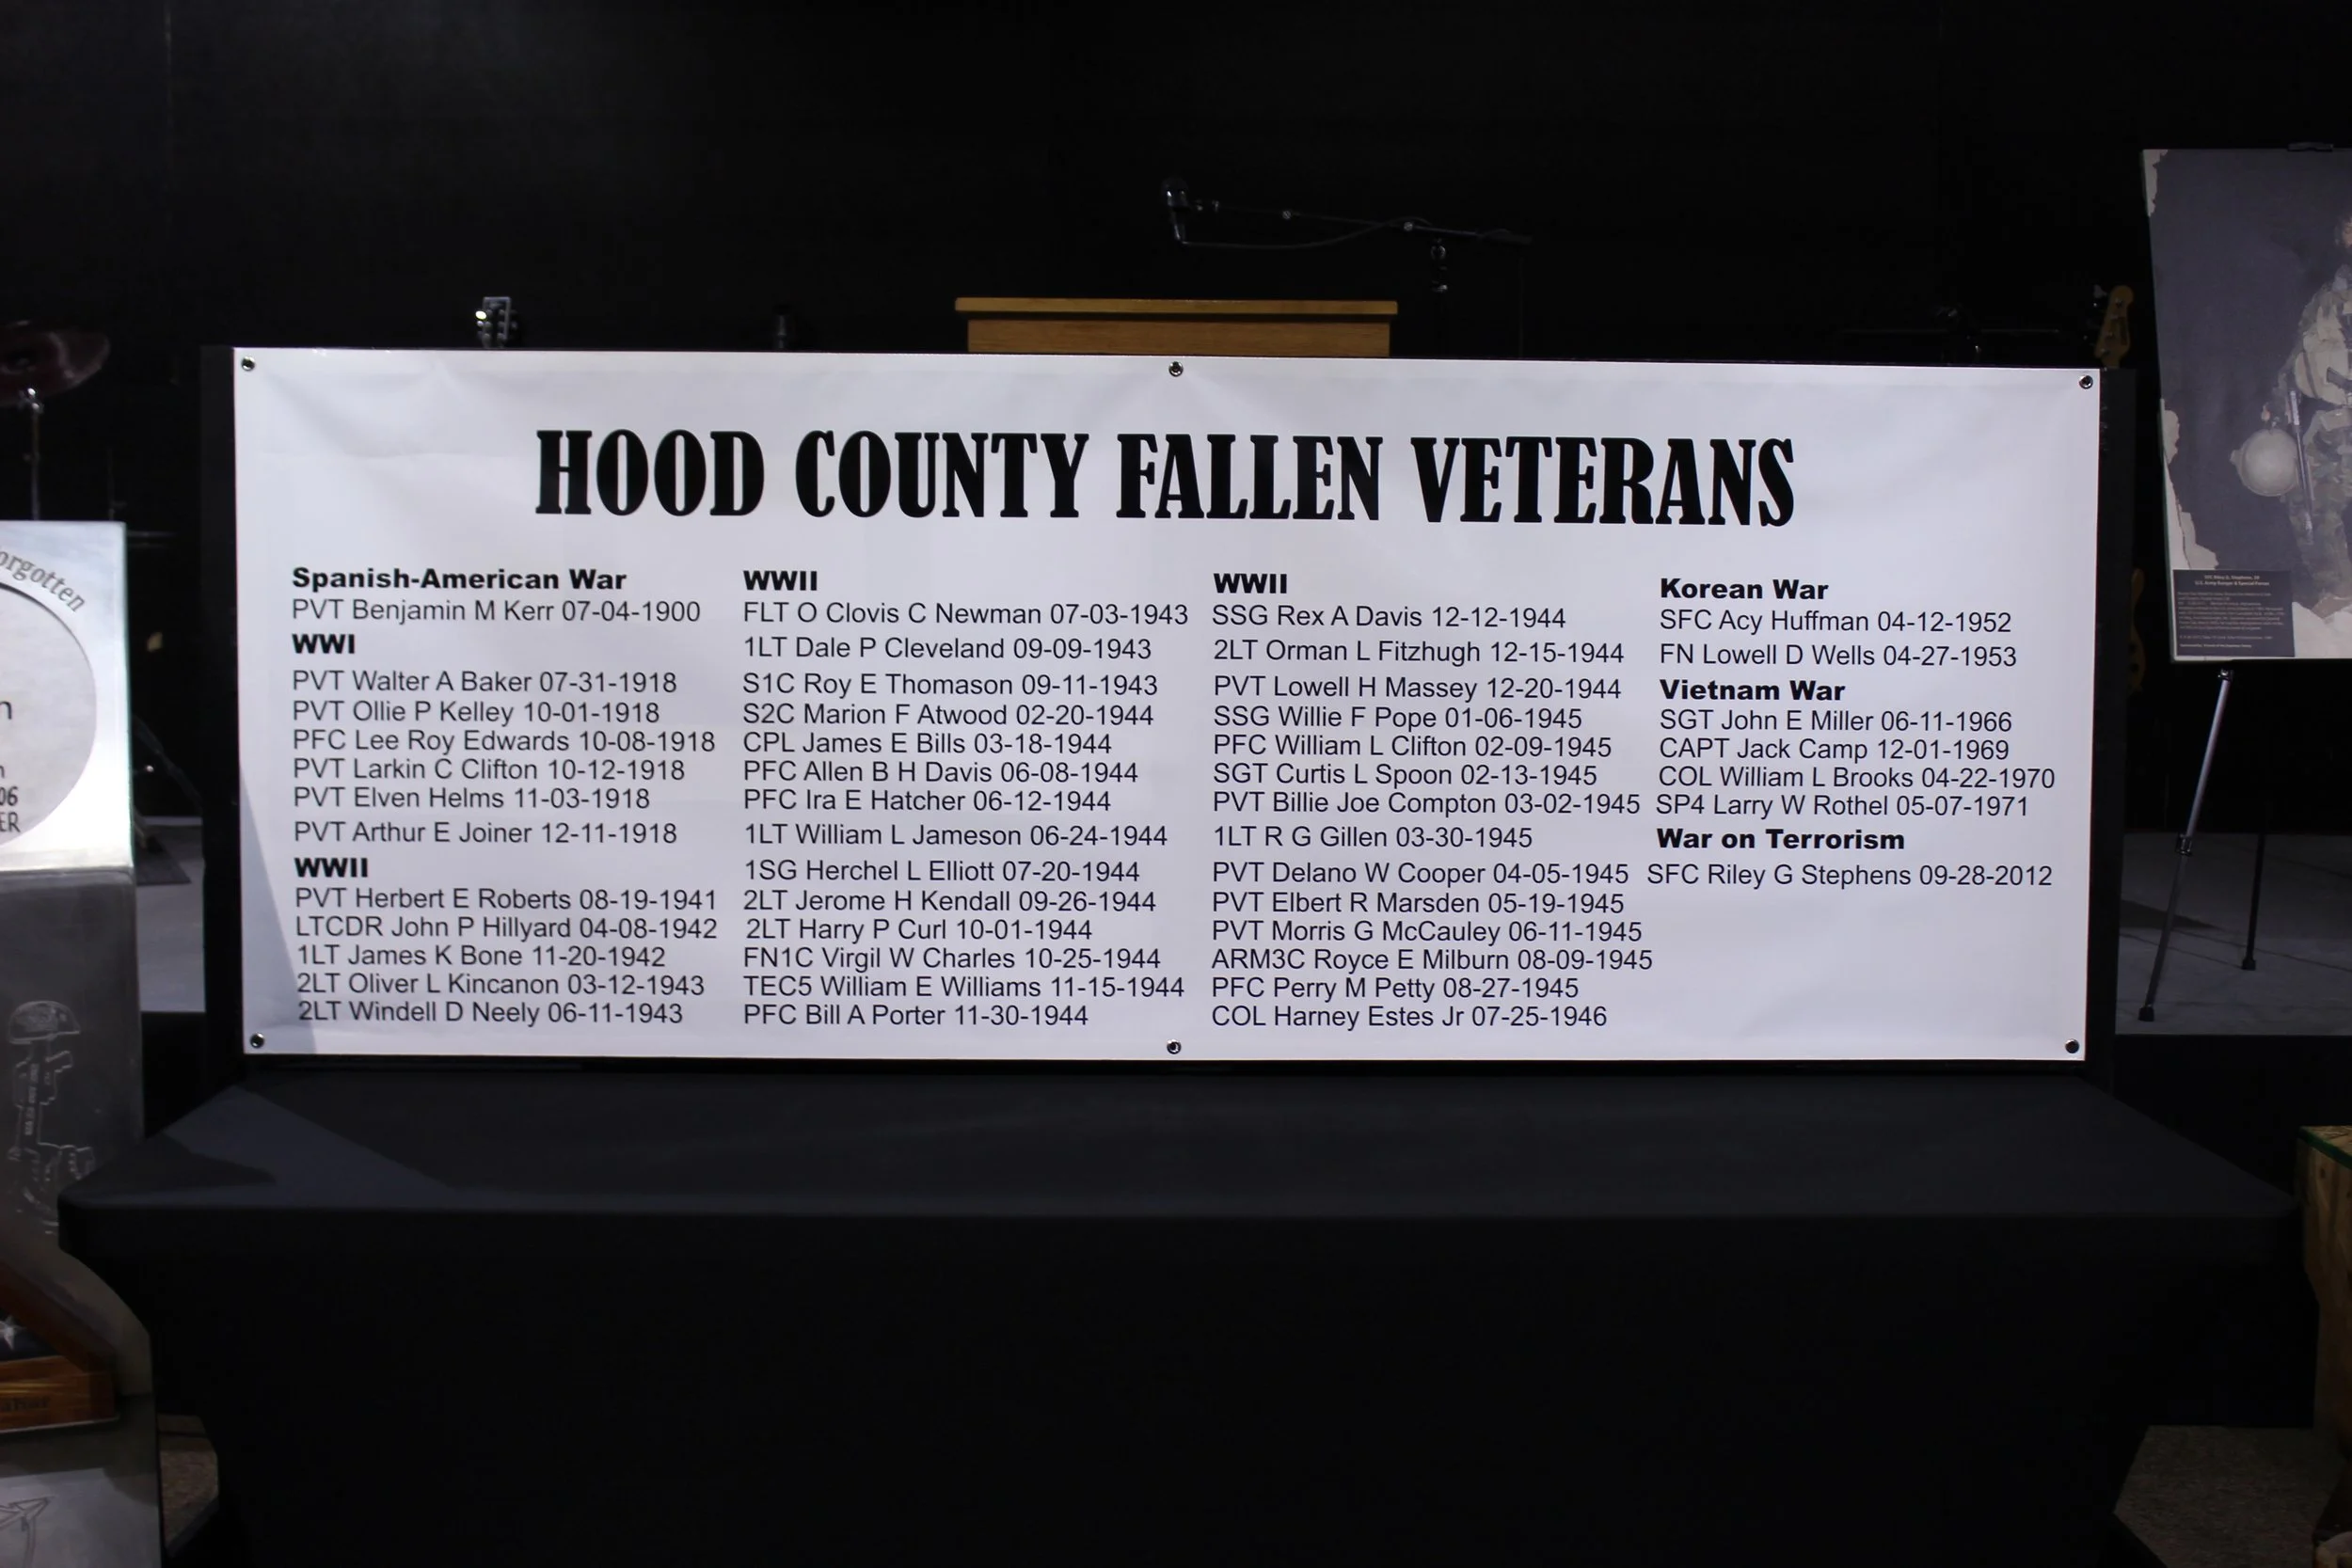 HOOD COUNTY FALLEN VETERANS
Spanish-American War
PVT Benjamin M Kerr 07-04-1900
WWI
PVT Walter A Baker 07-31-1918
PVT Ollie P Kelley 10-01-1918
PFC Lee Roy Edwards 10-08-1918
PVT Larkin C Clifton 10-12-1918
PVT Elven Helms 11-03-1918
PVT Arthur E Joiner 12-11-1918
WWII
PVT Herbert E Roberts 08-19-1941
LTCDR John P Hillyard 04-08-1942
1LT James K Bone 11-20-1942
2LT Oliver L Kincanon 03-12-1943
2LT Windell D Neely 06-11-1943
WWII
FLT O Clovis C Newman 07-03-1943
1LT Dale P Cleveland 09-09-1943
S1C Roy E Thomason 09-11-1943
S2C Marion F Atwood 02-20-1944
CPL James E Bills 03-18-1944
PFC Allen B H Davis 06-08-1944
PFC Ira E Hatcher 06-12-1944
1LT William L Jameson 06-24-1944
1SG Herchel L Elliott 07-20-1944
2LT Jerome H Kendall 09-26-1944
2LT Harry P Curl 10-01-1944
FN1C Virgil W Charles 10-25-1944
TEC5 William E Williams 11-15-1944
PFC Bill A Porter 11-30-1944
WWII
SSG Rex A Davis 12-12-1944
2LT Orman L Fitzhugh 12-15-1944
PVT Lowell H Massey 12-20-1944
SSG Willie F Pope 01-06-1945
PFC William L Clifton 02-09-1945
SGT Curtis L Spoon 02-13-1945
PVT Billie Joe Compton 03-02-1945
1LT R G Gillen 03-30-1945
PVT Delano W Cooper 04-05-1945
PVT Elbert R Marsden 05-19-1945
PVT Morris G McCauley 06-11-1945
ARM3C Royce E Milburn 08-09-1945
PFC Perry M Petty 08-27-1945
COL Harney Estes Jr 07-25-1946
Korean War
SFC Acy Huffman 04-12-1952
FN Lowell D Wells 04-27-1953
Vietnam War
SGT John E Miller 06-11-1966
CAPT Jack Camp 12-01-1969
COL William L Brooks 04-22-1970
SP4 Larry W Rothel 05-07-1971
War on Terrorism
SFC Riley G Stephens 09-28-2012